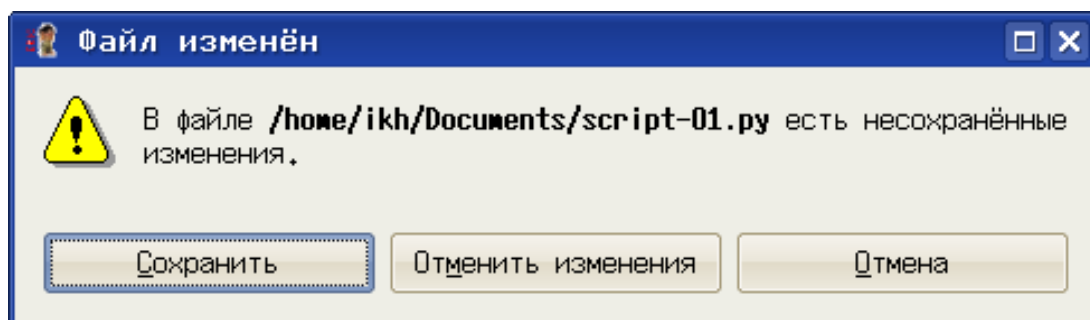 Файл изменён
В файле /home/ikh/Documents/script-01.py есть несохранённые
изменения.
Сохранить
Отменить изменения
Отмена